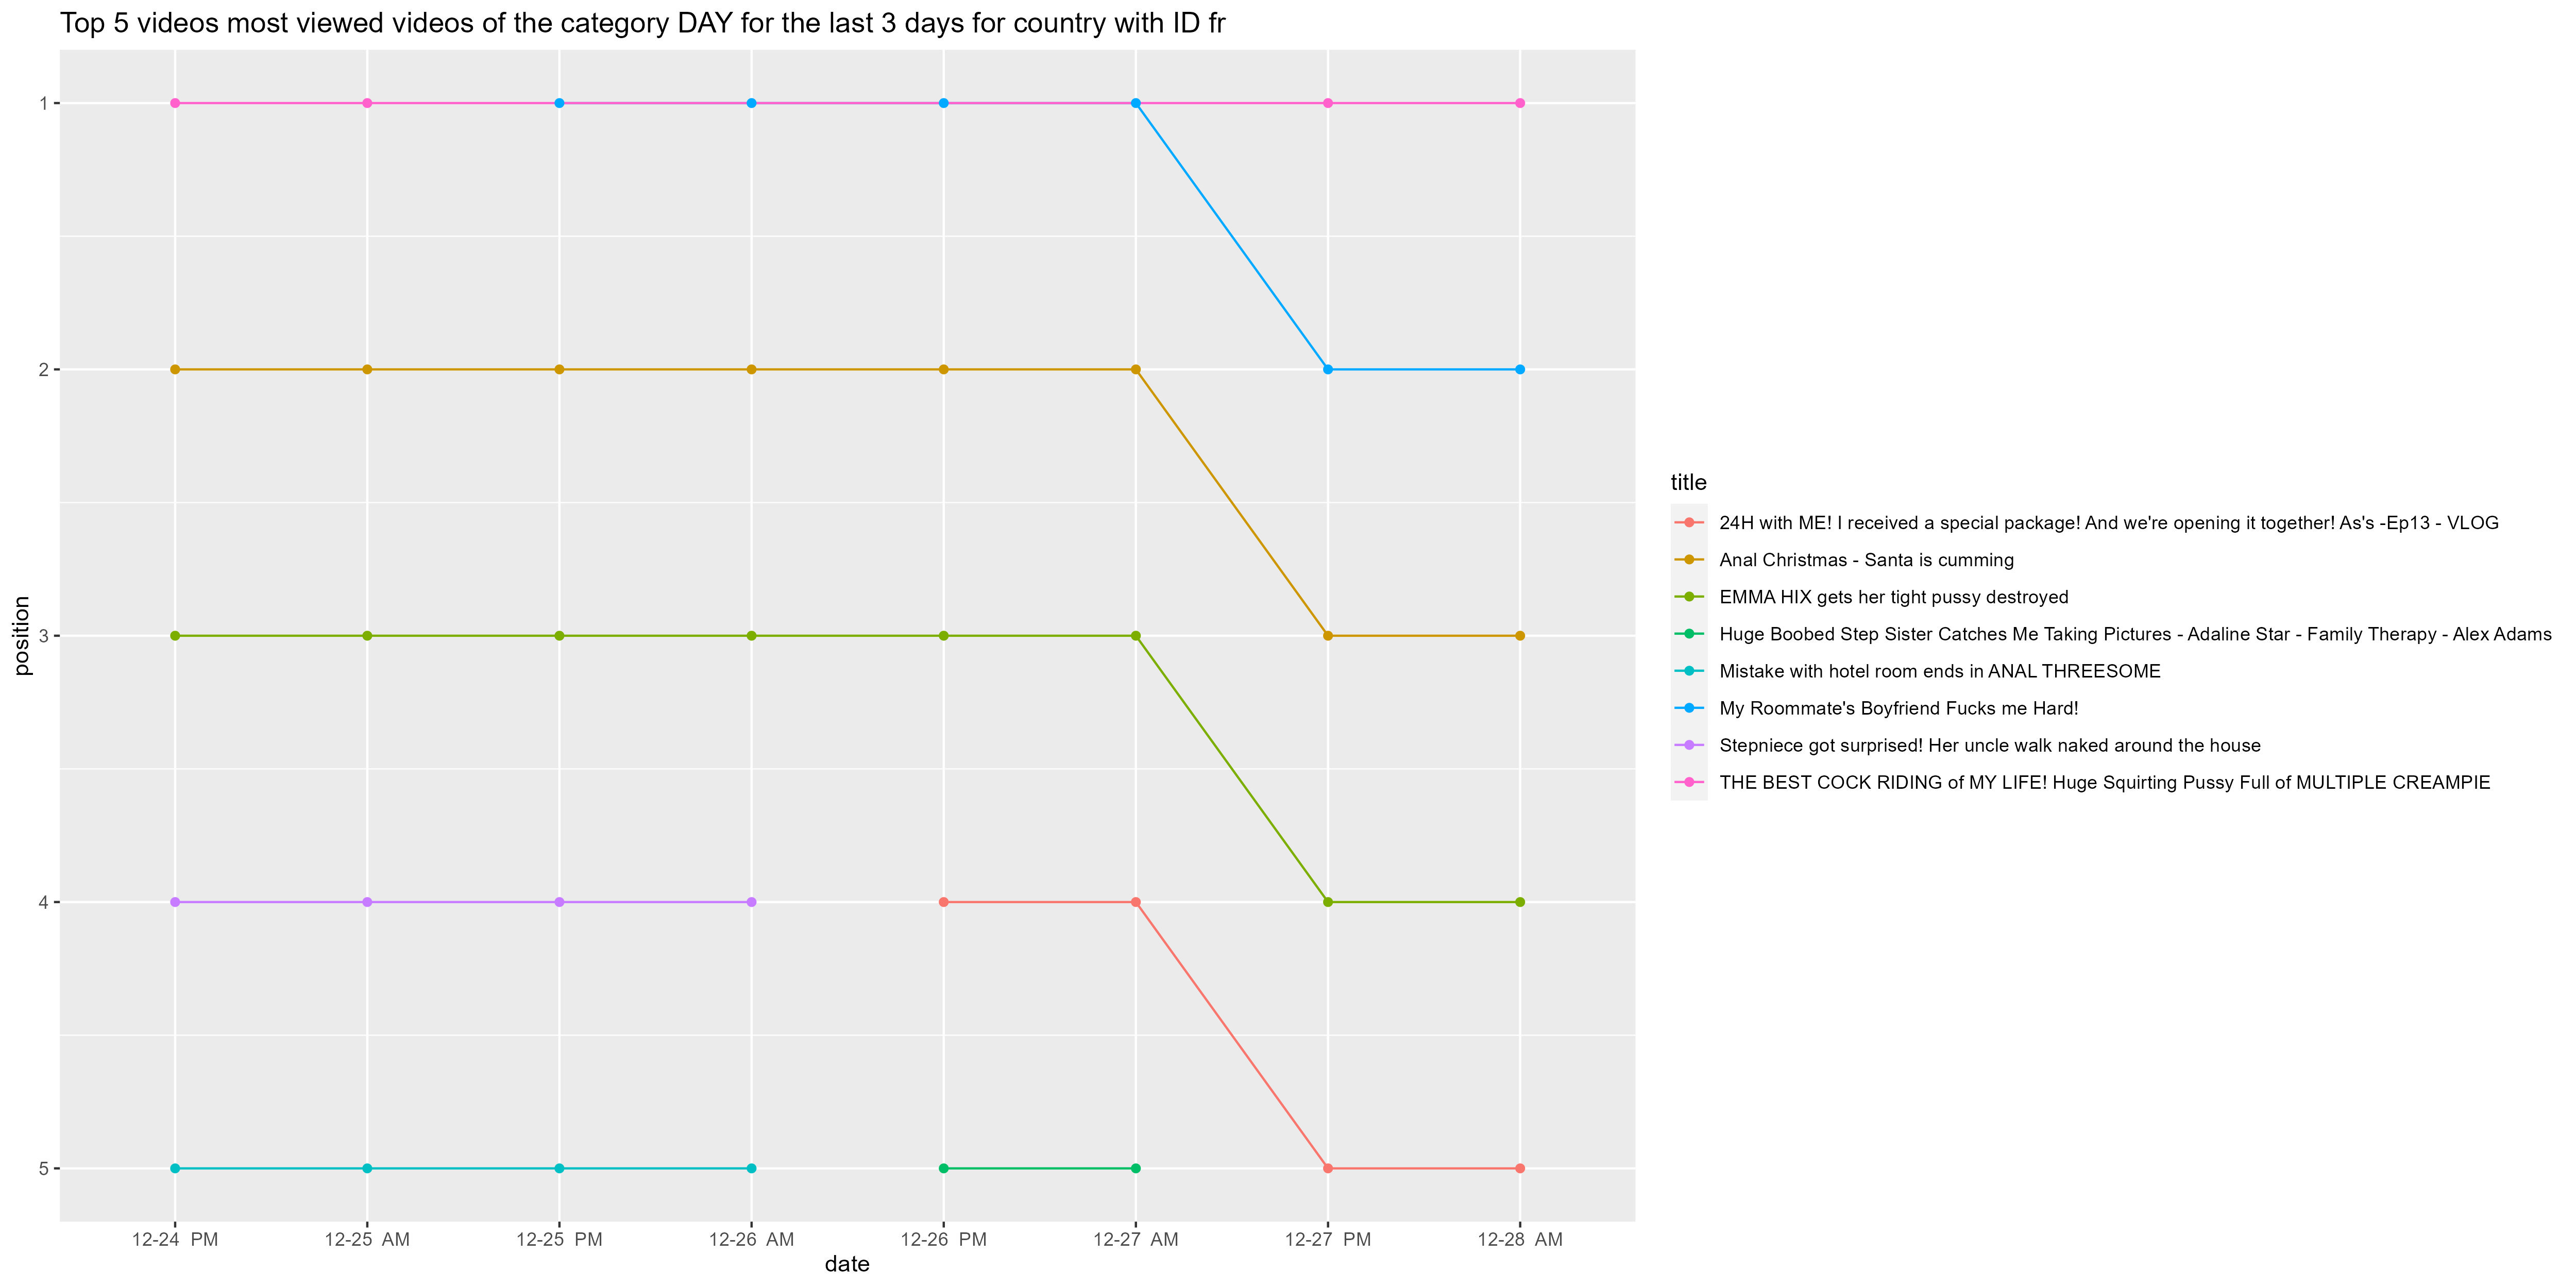 Top 5 videos most viewed videos of the category DAY for the last 3 days for country with ID fr
1
2
3
4
5
position
12-24 PM
12-25 AM
12-25 PM
12-26 AM
12-26 PM
12-27 AM
12-27 PM
12-28 AM
date
title
24H with ME! I received a special package! And we're opening it together! As's -Ep13 - VLOG
Anal Christmas - Santa is cumming
EMMA HIX gets her tight pussy destroyed
Huge Boobed Step Sister Catches Me Taking Pictures - Adaline Star - Family Therapy - Alex Adams
Mistake with hotel room ends in ANAL THREESOME
My Roommate's Boyfriend Fucks me Hard!
Stepniece got surprised! Her uncle walk naked around the house
THE BEST COCK RIDING of MY LIFE! Huge Squirting Pussy Full of MULTIPLE CREAMPIE